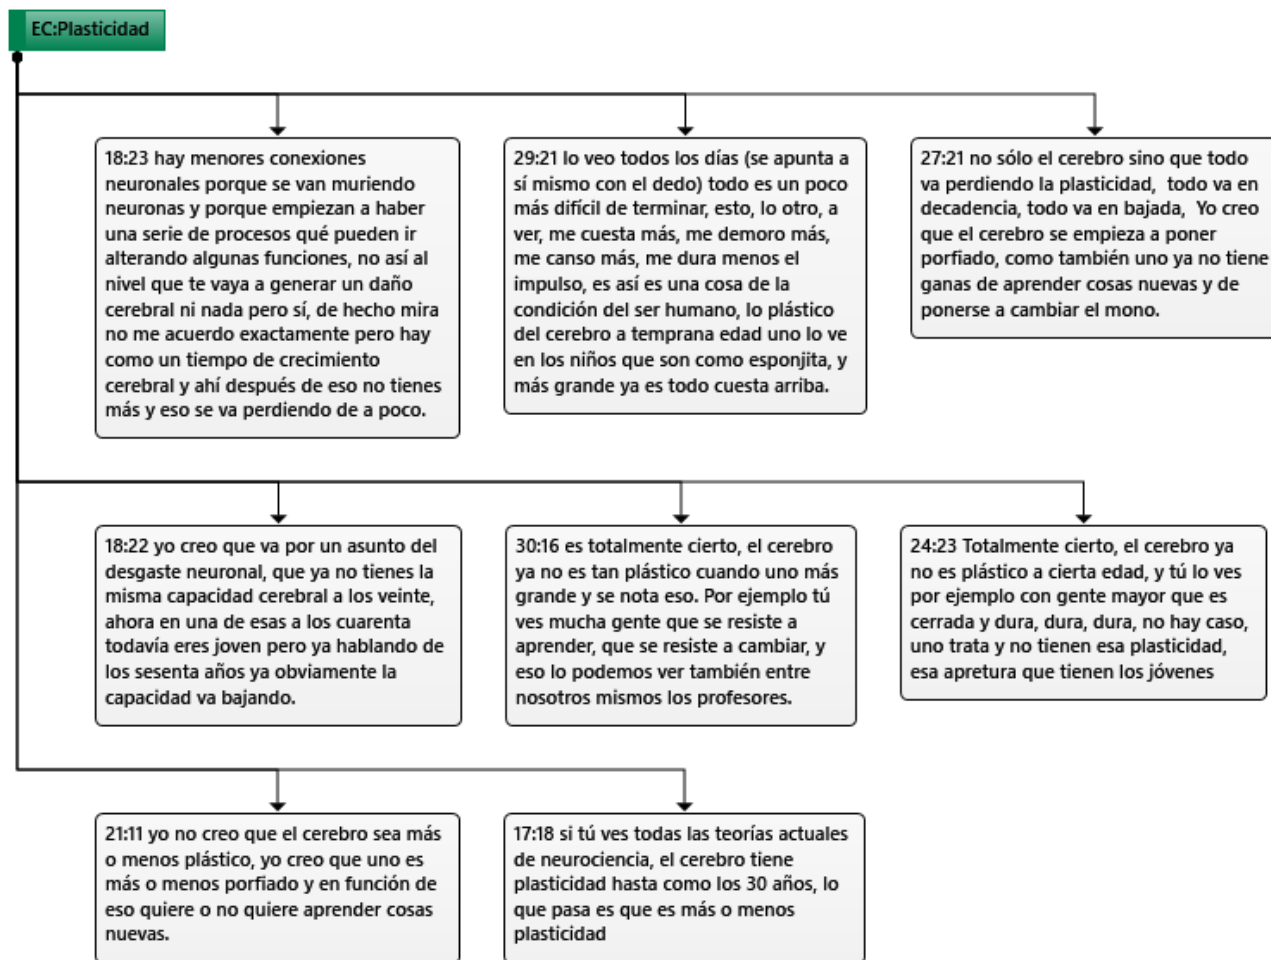 EC:Plasticidad
18:23 hay menores conexiones
neuronales porque se van muriendo
neuronas y porque empiezan a haber
una serie de procesos qué pueden ir
alterando algunas funciones, no así al
nivel que te vaya a generar un daño
cerebral ni nada pero sí, de hecho mira
no me acuerdo exactamente pero hay
como un tiempo de crecimiento
cerebral y ahí después de eso no tienes
más y eso se va perdiendo de a poco.
29:21 lo veo todos los días (se apunta a
sí mismo con el dedo) todo es un poco
más difícil de terminar, esto, lo otro, a
ver, me cuesta más, me demoro más,
me canso más, me dura menos el
impulso, es así es una cosa de la
condición del ser humano, lo plástico
del cerebro a temprana edad uno lo ve
en los niños que son como esponjita, y
más grande ya es todo cuesta arriba.
27:21 no sólo el cerebro sino que todo
va perdiendo la plasticidad,  todo va en
decadencia, todo va en bajada,  Yo creo
que el cerebro se empieza a poner
porfiado, como también uno ya no tiene
ganas de aprender cosas nuevas y de
ponerse a cambiar el mono.
18:22 yo creo que va por un asunto del
desgaste neuronal, que ya no tienes la
misma capacidad cerebral a los veinte,
ahora en una de esas a los cuarenta
todavía eres joven pero ya hablando de
los sesenta años ya obviamente la
capacidad va bajando.
30:16 es totalmente cierto, el cerebro
ya no es tan plástico cuando uno más
grande y se nota eso. Por ejemplo tú
ves mucha gente que se resiste a
aprender, que se resiste a cambiar, y
eso lo podemos ver también entre
nosotros mismos los profesores.
24:23 Totalmente cierto, el cerebro ya
no es plástico a cierta edad, y tú lo ves
por ejemplo con gente mayor que es
cerrada y dura, dura, dura, no hay caso,
uno trata y no tienen esa plasticidad,
esa apretura que tienen los jóvenes
21:11 yo no creo que el cerebro sea más
o menos plástico, yo creo que uno es
más o menos porfiado y en función de
eso quiere o no quiere aprender cosas
nuevas.
17:18 si tú ves todas las teorías actuales
de neurociencia, el cerebro tiene
plasticidad hasta como los 30 años, lo
que pasa es que es más o menos
plasticidad